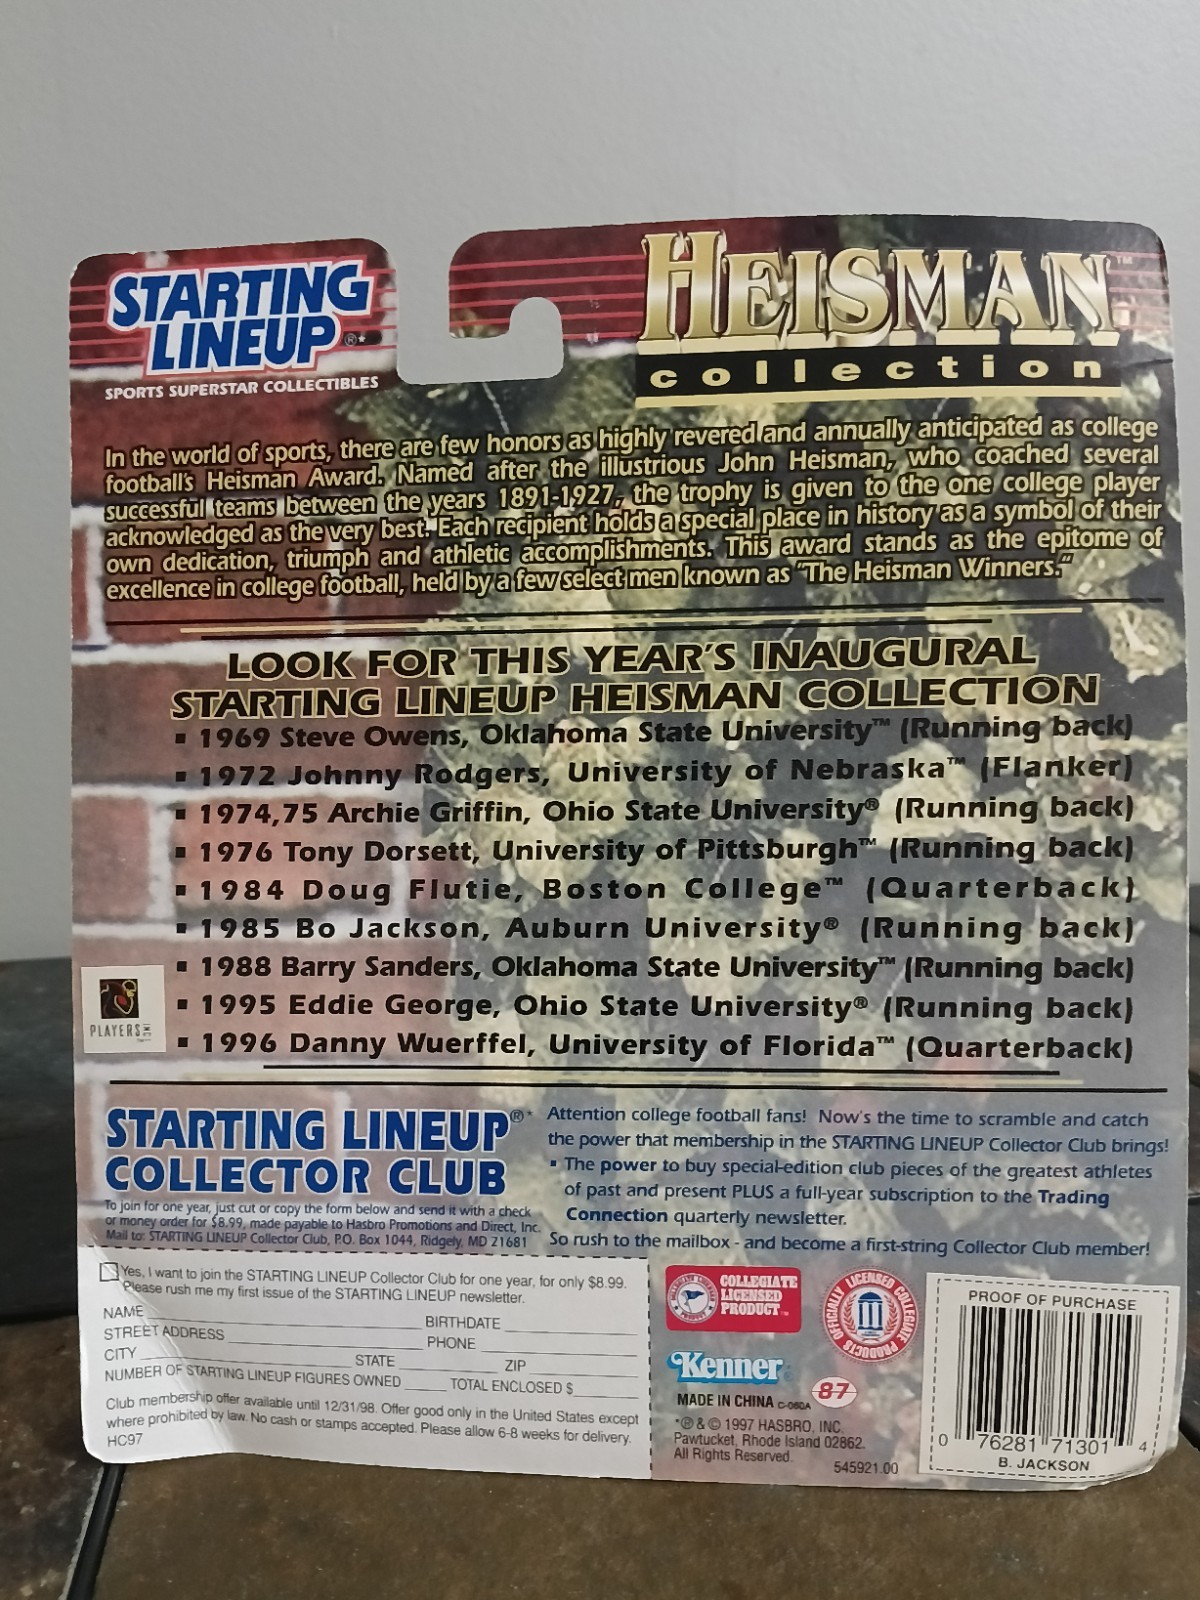 STARTING
LINEUP®*
SPORTS SUPERSTAR COLLECTIBLES
HEISMAN™
collection
In the world of sports, there are few honors as highly revered and annually anticipated as college
football's Heisman Award. Named after the illustrious John Heisman, who coached several
successful teams between the years 1891-1927, the trophy is given to the one college player
acknowledged as the very best. Each recipient holds a special place in history as a symbol of their
own dedication, triumph and athletic accomplishments. This award stands as the epitome of
excellence in college football, held by a few select men known as "The Heisman Winners."
LOOK FOR THIS YEAR'S INAUGURAL
STARTING LINEUP HEISMAN COLLECTION
▪ 1969 Steve Owens, Oklahoma State University™ (Running back)
▪ 1972 Johnny Rodgers, University of Nebraska™ (Flanker)
▪ 1974,75 Archie Griffin, Ohio State University® (Running back)
▪ 1976 Tony Dorsett, University of Pittsburgh™ (Running back)
▪ 1984 Doug Flutie, Boston College™ (Quarterback)
▪ 1985 Bo Jackson, Auburn University® (Running back)
▪ 1988 Barry Sanders, Oklahoma State University™ (Running back)
▪ 1995 Eddie George, Ohio State University® (Running back)
▪ 1996 Danny Wuerffel, University of Florida™ (Quarterback)
PLAYERS
STARTING LINEUP®*
COLLECTOR CLUB
To join for one year, just cut or copy the form below and send it with a check
or money order for $8.99, made payable to Hasbro Promotions and Direct, Inc.
Mail to: STARTING LINEUP Collector Club, P.O. Box 1044, Ridgely, MD 21681
Attention college football fans! Now's the time to scramble and catch
the power that membership in the STARTING LINEUP Collector Club brings!
▪ The power to buy special-edition club pieces of the greatest athletes
of past and present PLUS a full-year subscription to the Trading
Connection quarterly newsletter.
So rush to the mailbox - and become a first-string Collector Club member!
Yes, I want to join the STARTING LINEUP Collector Club for one year, for only $8.99.
Please rush me my first issue of the STARTING LINEUP newsletter.
NAME BIRTHDATE
STREET ADDRESS PHONE
CITY STATE ZIP
NUMBER OF STARTING LINEUP FIGURES OWNED TOTAL ENCLOSED $
Club membership offer available until 12/31/98. Offer good only in the United States except
where prohibited by law. No cash or stamps accepted. Please allow 6-8 weeks for delivery.
HC97
COLLEGIATE
LICENSED
PRODUCT™
OFFICIALLY LICENSED COLLEGIATE PRODUCTS
Kenner®
MADE IN CHINA C-060A
87
*® & © 1997 HASBRO, INC.
Pawtucket, Rhode Island 02862.
All Rights Reserved.
545921.00
PROOF OF PURCHASE
0 76281 71301 4
B. JACKSON